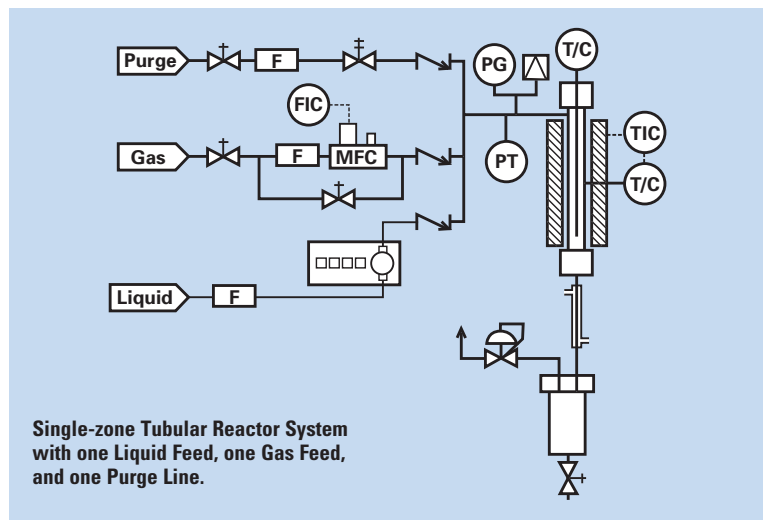 Purge
F
PG
T/C
FIC
Gas
F
MFC
PT
TIC
T/C
Liquid
F
Single-zone Tubular Reactor System
with one Liquid Feed, one Gas Feed,
and one Purge Line.